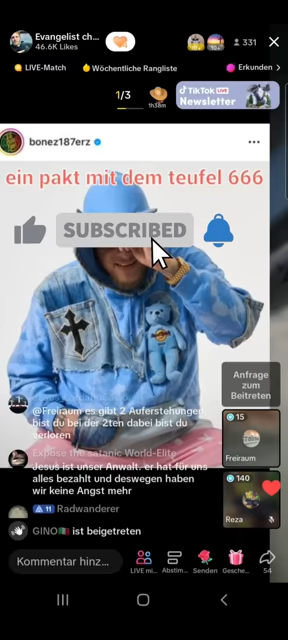 Evangelist ch...
46.6K Likes
331
LIVE-Match
Wöchentliche Rangliste
Erkunden >
1/3
1h38m
TikTok LIVE
Newsletter
bonez187erz
ein pakt mit dem teufel 666
SUBSCRIBED
Anfrage
zum
Beitreten
@Freiraum es gibt 2 Auferstehungen
bist du bei der 2ten dabei bist du
verloren
15
Freiraum
Expose the satanic World-Elite
Jesus ist unser Anwalt. er hat für uns
alles bezahlt und deswegen haben
wir keine Angst mehr
140
Reza
11 Radwanderer
GINO ist beigetreten
Kommentar hinz...
LIVE mi...
Abstim...
Senden
Gesche...
54